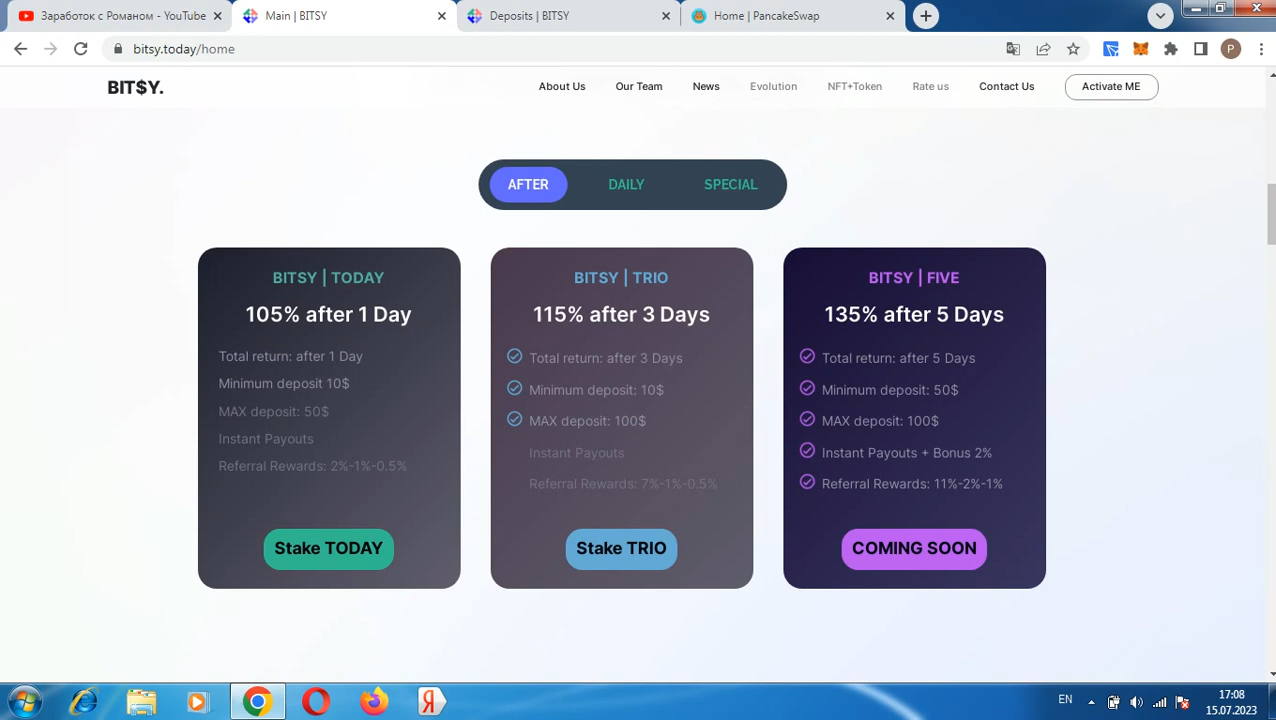 Заработок с Романом - YouTube
Main | BITSY
Deposits | BITSY
Home | PancakeSwap
bitsy.today/home
P
BIT$Y.
About Us
Our Team
News
Evolution
NFT+Token
Rate us
Contact Us
Activate ME
AFTER
DAILY
SPECIAL
BITSY | TODAY
105% after 1 Day
Total return: after 1 Day
Minimum deposit 10$
MAX deposit: 50$
Instant Payouts
Referral Rewards: 2%-1%-0.5%
Stake TODAY
BITSY | TRIO
115% after 3 Days
Total return: after 3 Days
Minimum deposit: 10$
MAX deposit: 100$
Instant Payouts
Referral Rewards: 7%-1%-0.5%
Stake TRIO
BITSY | FIVE
135% after 5 Days
Total return: after 5 Days
Minimum deposit: 50$
MAX deposit: 100$
Instant Payouts + Bonus 2%
Referral Rewards: 11%-2%-1%
COMING SOON
EN
17:08
15.07.2023